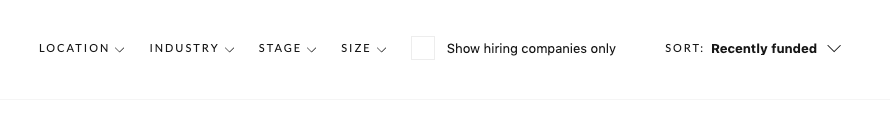 LOCATION INDUSTRY STAGE SIZE Show hiring companies only SORT: Recently funded